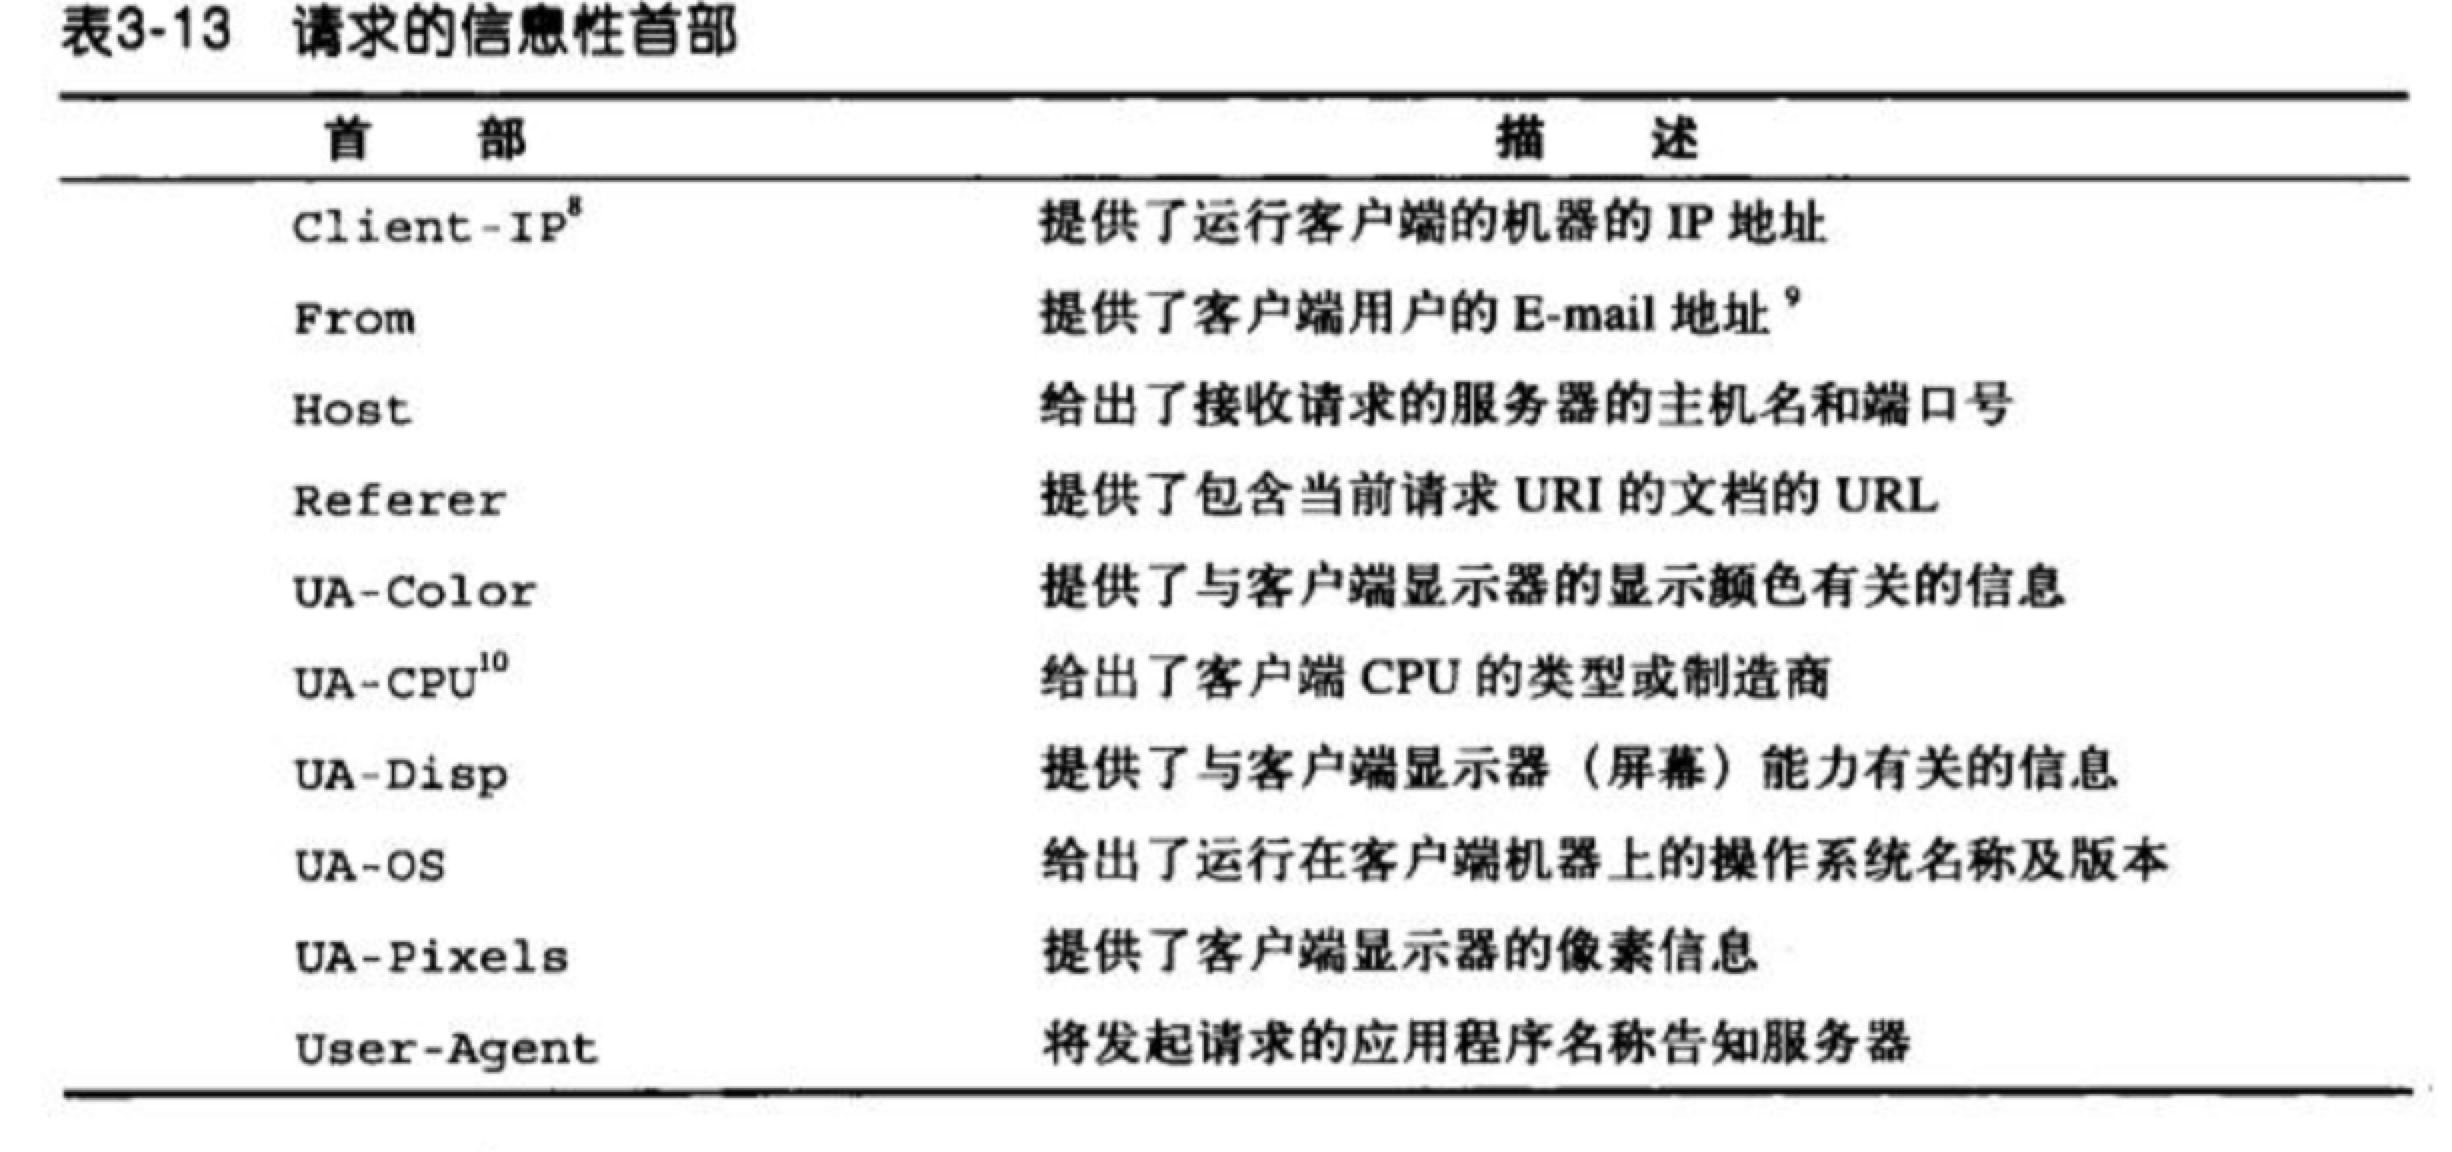 表3-13 请求的信息性首部
首 部 描 述
Client-IP⁸ 提供了运行客户端的机器的 IP 地址
From 提供了客户端用户的 E-mail 地址⁹
Host 给出了接收请求的服务器的主机名和端口号
Referer 提供了包含当前请求 URI 的文档的 URL
UA-Color 提供了与客户端显示器的显示颜色有关的信息
UA-CPU¹⁰ 给出了客户端 CPU 的类型或制造商
UA-Disp 提供了与客户端显示器（屏幕）能力有关的信息
UA-OS 给出了运行在客户端机器上的操作系统名称及版本
UA-Pixels 提供了客户端显示器的像素信息
User-Agent 将发起请求的应用程序名称告知服务器